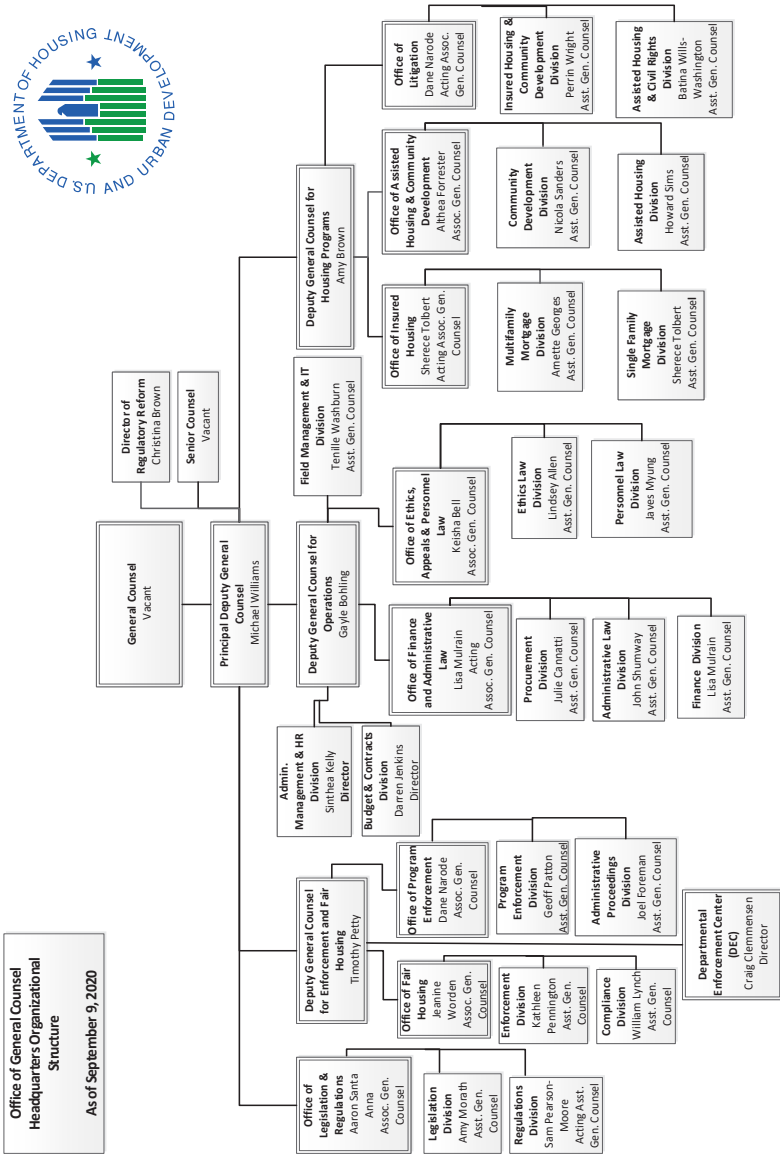 Office of General Counsel
Headquarters Organizational
Structure
As of September 9, 2020
U.S. DEPARTMENT OF HOUSING
AND URBAN DEVELOPMENT
General Counsel
Vacant
Director of
Regulatory Reform
Christina Brown
Senior Counsel
Vacant
Principal Deputy General
Counsel
Michael Williams
Office of
Legislation &
Regulations
Aaron Santa
Anna
Assoc. Gen.
Counsel
Legislation
Division
Amy Morath
Asst. Gen.
Counsel
Regulations
Division
Sam Pearson-
Moore
Acting Asst.
Gen. Counsel
Deputy General Counsel
for Enforcement and Fair
Housing
Timothy Petty
Office of Fair
Housing
Jeanine
Worden
Assoc. Gen.
Counsel
Enforcement
Division
Kathleen
Pennington
Asst. Gen.
Counsel
Compliance
Division
William Lynch
Asst. Gen.
Counsel
Office of Program
Enforcement
Dane Narode
Assoc. Gen.
Counsel
Program
Enforcement
Division
Geoff Patton
Asst. Gen. Counsel
Administrative
Proceedings
Division
Joel Foreman
Asst. Gen. Counsel
Departmental
Enforcement Center
(DEC)
Craig Clemmensen
Director
Admin.
Management & HR
Division
Sinthea Kelly
Director
Budget & Contracts
Division
Darren Jenkins
Director
Deputy General Counsel for
Operations
Gayle Bohling
Field Management & IT
Division
Tenille Washburn
Asst. Gen. Counsel
Office of Finance
and Administrative
Law
Lisa Mulrain
Acting
Assoc. Gen. Counsel
Procurement
Division
Julie Cannatti
Asst. Gen. Counsel
Administrative Law
Division
John Shumway
Asst. Gen. Counsel
Finance Division
Lisa Mulrain
Asst. Gen. Counsel
Office of Ethics,
Appeals & Personnel
Law
Keisha Bell
Assoc. Gen. Counsel
Ethics Law
Division
Lindsey Allen
Asst. Gen. Counsel
Personnel Law
Division
Javes Myung
Asst. Gen. Counsel
Deputy General Counsel for
Housing Programs
Amy Brown
Office of Insured
Housing
Sherece Tolbert
Acting Assoc. Gen.
Counsel
Multifamily
Mortgage
Division
Amette Georges
Asst. Gen. Counsel
Single Family
Mortgage
Division
Sherece Tolbert
Asst. Gen. Counsel
Office of Assisted
Housing & Community
Development
Althea Forrester
Assoc. Gen. Counsel
Community
Development
Division
Nicola Sanders
Asst. Gen. Counsel
Assisted Housing
Division
Howard Sims
Asst. Gen. Counsel
Office of
Litigation
Dane Narode
Acting Assoc.
Gen. Counsel
Insured Housing &
Community
Development
Division
Perrin Wright
Asst. Gen. Counsel
Assisted Housing
& Civil Rights
Division
Batina Wills-
Washington
Asst. Gen. Counsel